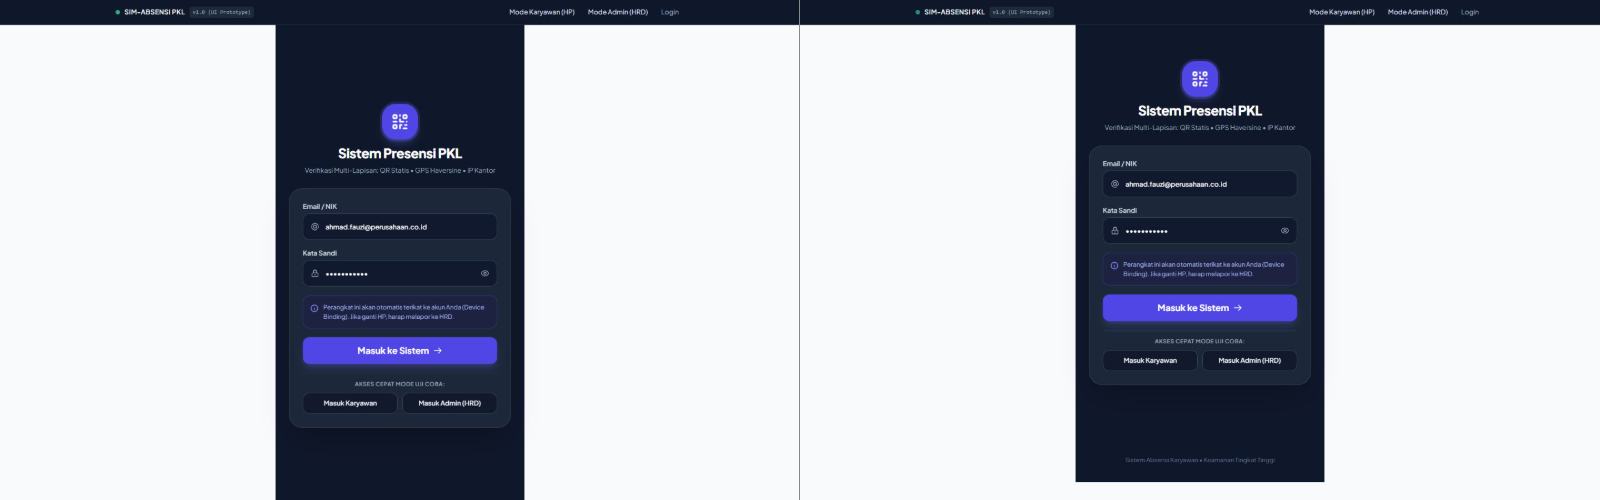 SIM-ABSENSI PKL v1.0 (UI Prototype) Mode Karyawan (HP) Mode Admin (HRD) Login
Sistem Presensi PKL
Verifikasi Multi-Lapisan: QR Statis • GPS Haversine • IP Kantor
Email / NIK
ahmad.fauzi@perusahaan.co.id
Kata Sandi
Perangkat ini akan otomatis terikat ke akun Anda (Device
Binding). Jika ganti HP, harap melapor ke HRD.
Masuk ke Sistem →
AKSES CEPAT MODE UJI COBA:
Masuk Karyawan Masuk Admin (HRD)
SIM-ABSENSI PKL v1.0 (UI Prototype) Mode Karyawan (HP) Mode Admin (HRD) Login
Sistem Presensi PKL
Verifikasi Multi-Lapisan: QR Statis • GPS Haversine • IP Kantor
Email / NIK
ahmad.fauzi@perusahaan.co.id
Kata Sandi
Perangkat ini akan otomatis terikat ke akun Anda (Device
Binding). Jika ganti HP, harap melapor ke HRD.
Masuk ke Sistem →
AKSES CEPAT MODE UJI COBA:
Masuk Karyawan Masuk Admin (HRD)
Sistem Absensi Karyawan • Keamanan Tingkat Tinggi